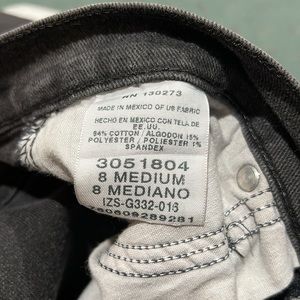 RN 130273
MADE IN MEXICO OF US FABRIC
HECHO EN MEXICO CON TELA DE
EE.UU.
84% COTTON / ALGODON 15%
POLYESTER / POLIESTER 1%
SPANDEX
3051804
8 MEDIUM
8 MEDIANO
IZS-G332-016